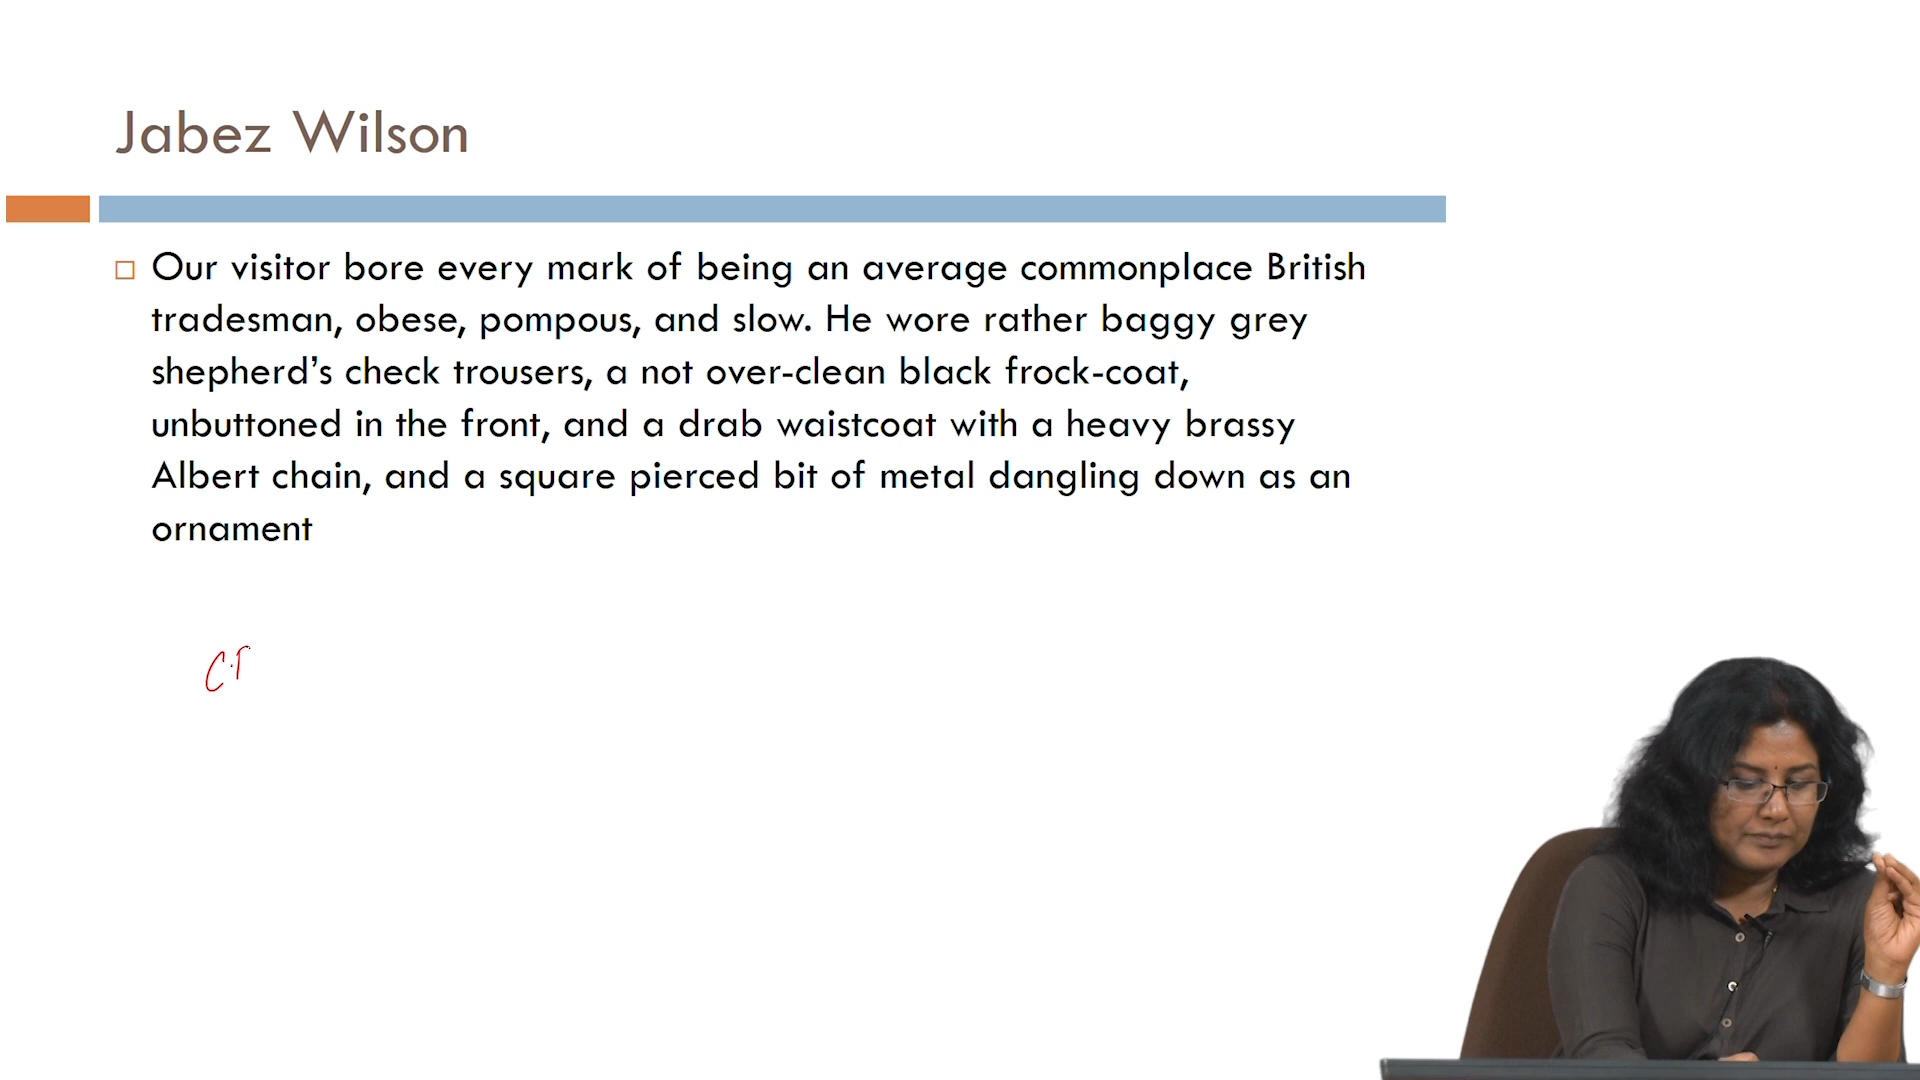 Jabez Wilson
Our visitor bore every mark of being an average commonplace British
tradesman, obese, pompous, and slow. He wore rather baggy grey
shepherd’s check trousers, a not over-clean black frock-coat,
unbuttoned in the front, and a drab waistcoat with a heavy brassy
Albert chain, and a square pierced bit of metal dangling down as an
ornament